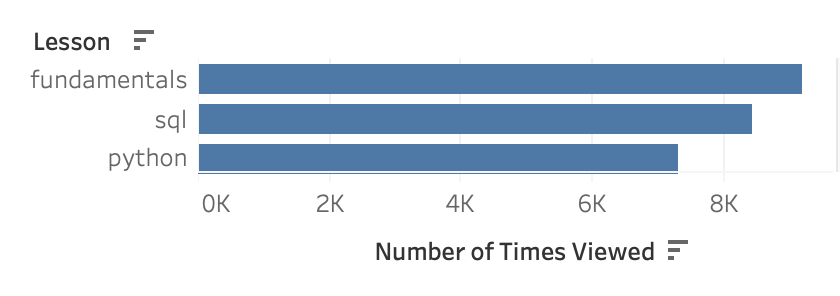 Lesson
fundamentals
sql
python
0K 2K 4K 6K 8K
Number of Times Viewed